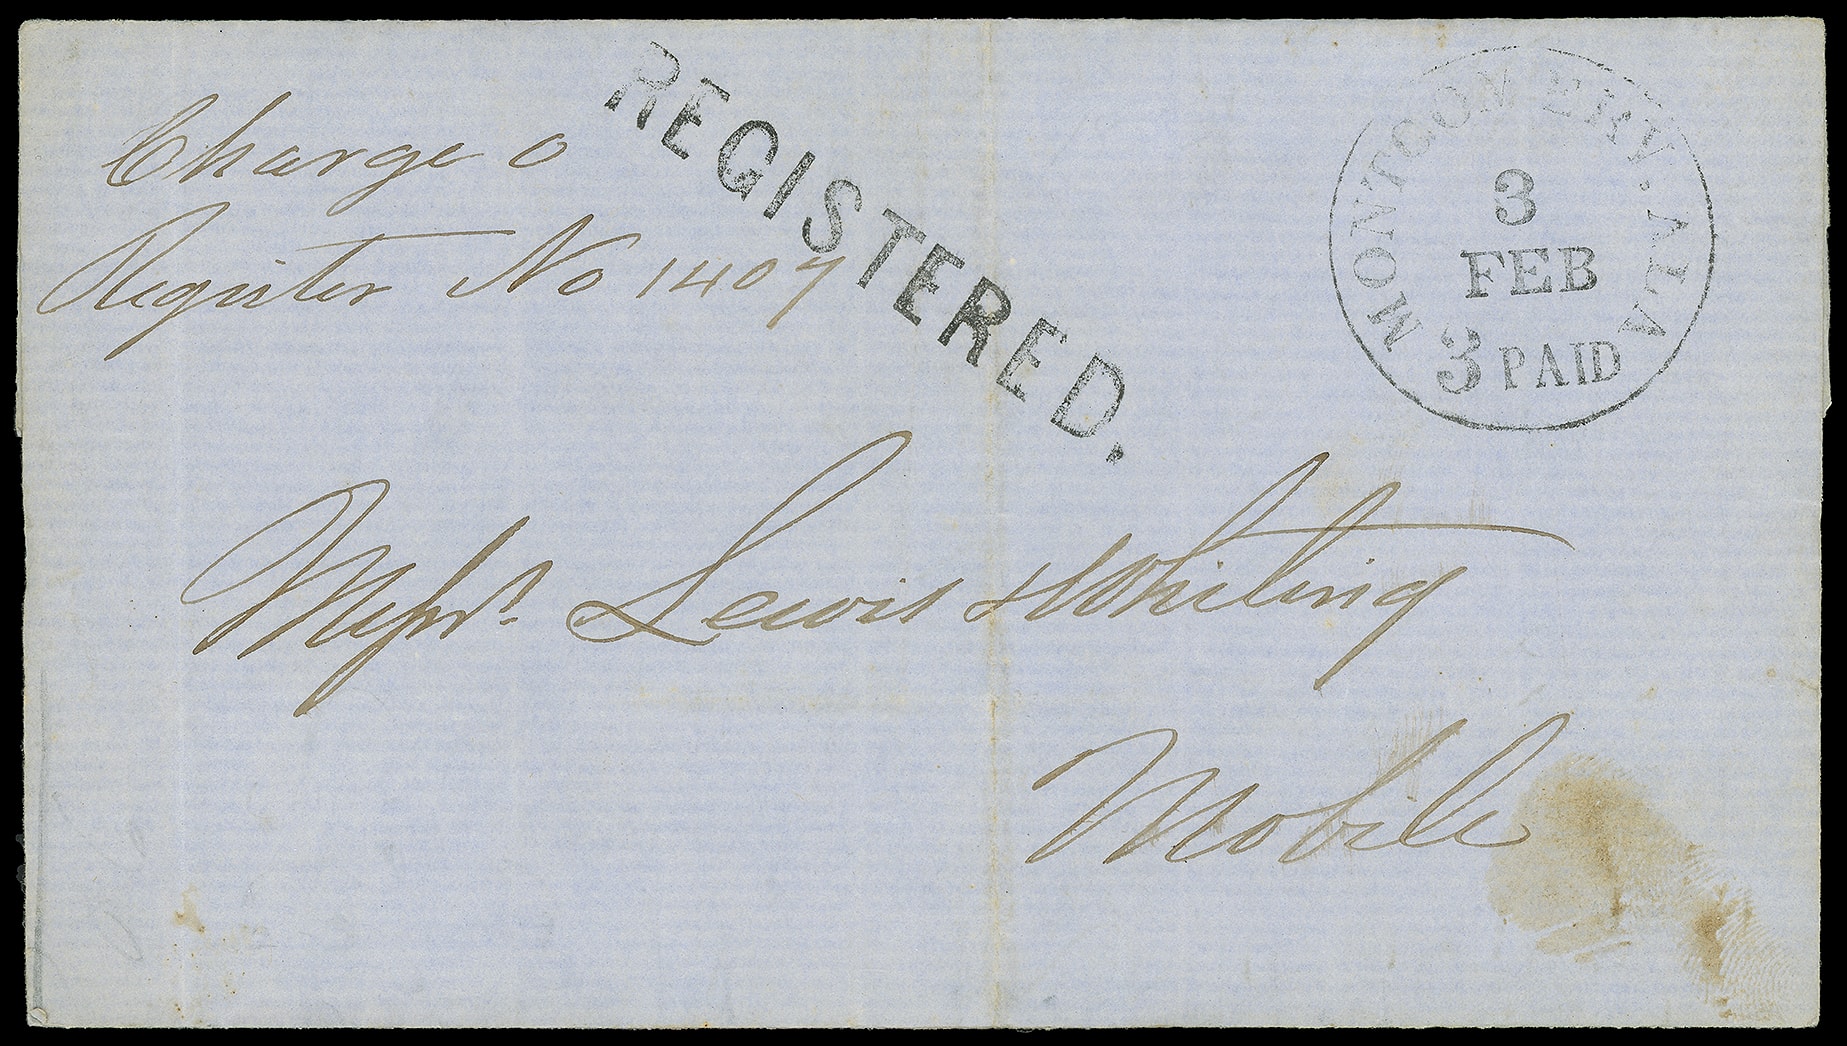 Charge o
Register No 1407
REGISTERED.
MONTGOMERY. ALA
3
FEB
3 PAID
Messrs. Lewis & Whiting
Mobile